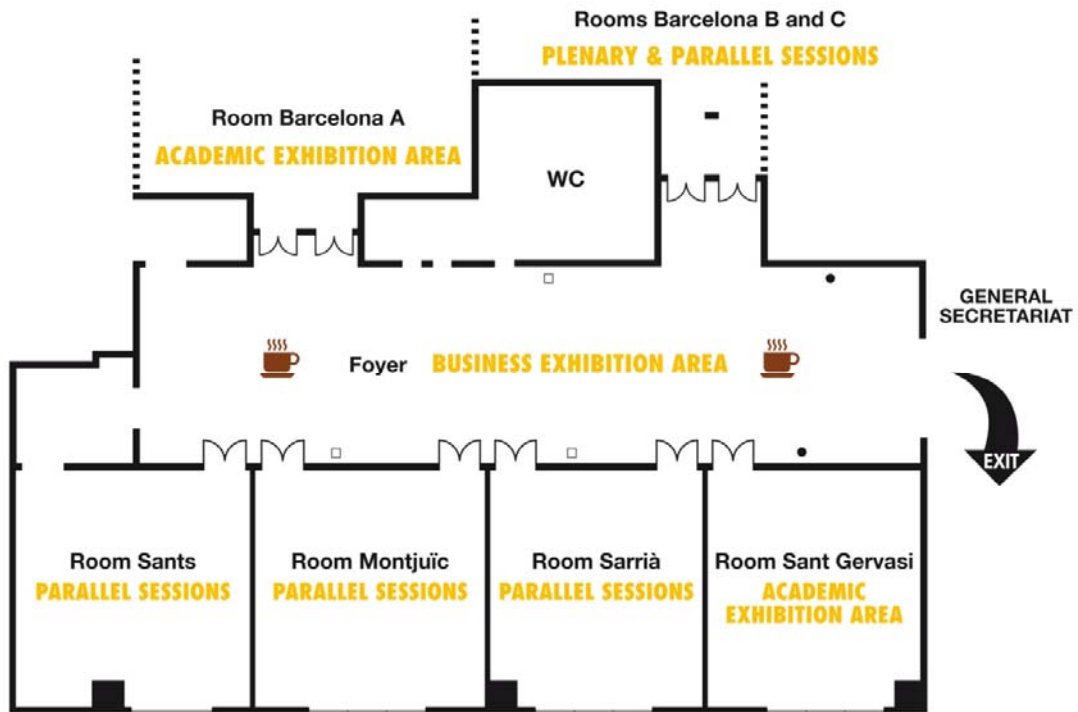 Rooms Barcelona B and C
PLENARY & PARALLEL SESSIONS
Room Barcelona A
ACADEMIC EXHIBITION AREA
WC
GENERAL
SECRETARIAT
Foyer BUSINESS EXHIBITION AREA
EXIT
Room Sants
PARALLEL SESSIONS
Room Montjuïc
PARALLEL SESSIONS
Room Sarrià
PARALLEL SESSIONS
Room Sant Gervasi
ACADEMIC
EXHIBITION AREA